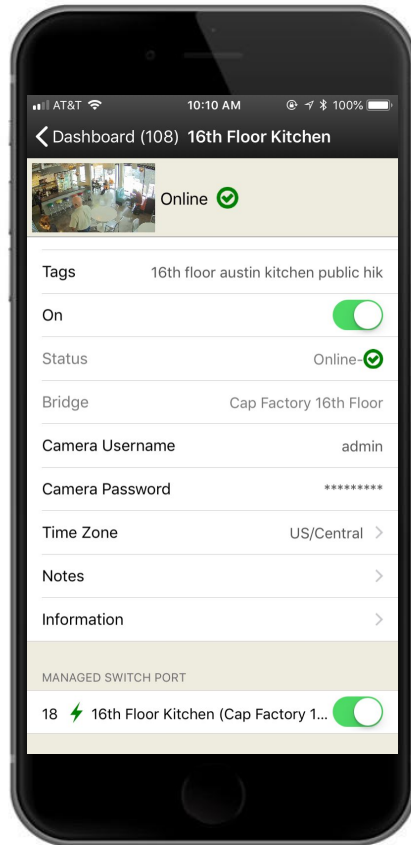 AT&T 10:10 AM 100%
Dashboard (108) 16th Floor Kitchen
Online
Tags 16th floor austin kitchen public hik
On
Status Online-
Bridge Cap Factory 16th Floor
Camera Username admin
Camera Password *********
Time Zone US/Central
Notes
Information
MANAGED SWITCH PORT
18 16th Floor Kitchen (Cap Factory 1...